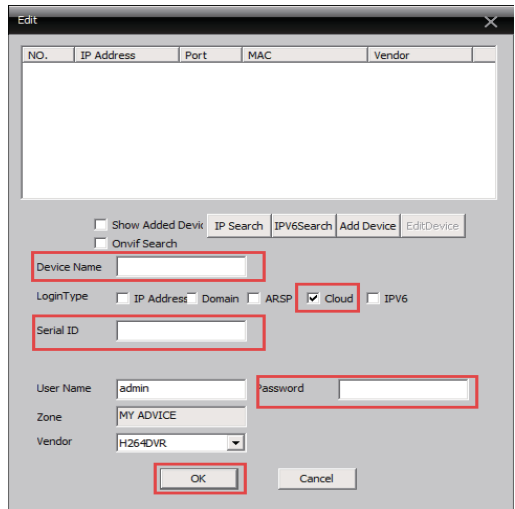 Edit
NO. IP Address Port MAC Vendor
Show Added Devic IP Search IPV6Search Add Device EditDevice
Onvif Search
Device Name
LoginType IP Address Domain ARSP Cloud IPV6
Serial ID
User Name admin Password
Zone MY ADVICE
Vendor H264DVR
OK Cancel